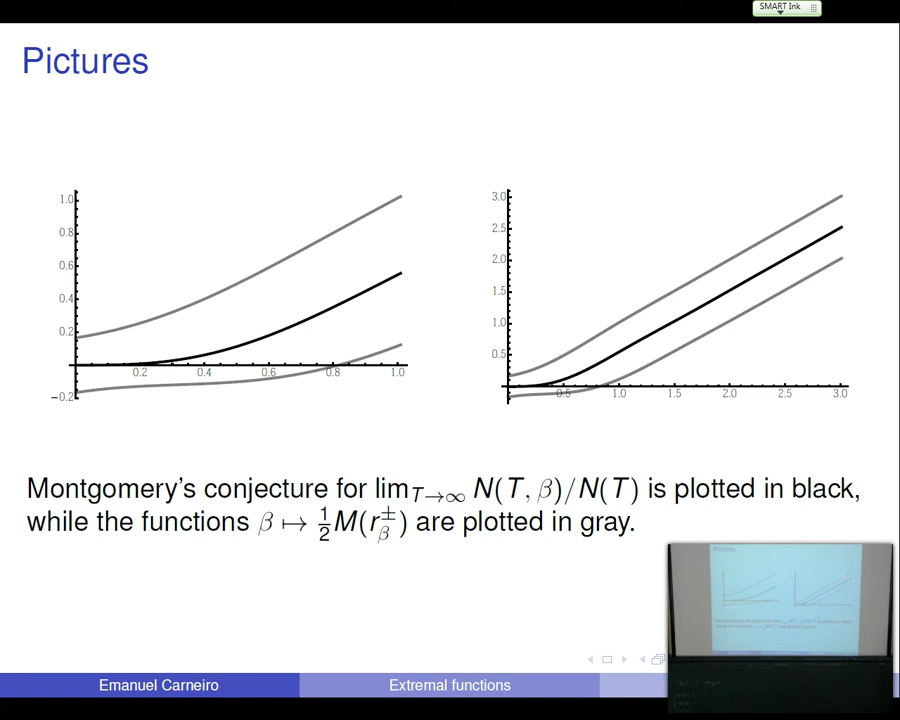 SMART Ink
Pictures
1.0
0.8
0.6
0.4
0.2
−0.2
0.2 0.4 0.6 0.8 1.0
3.0
2.5
2.0
1.5
1.0
0.5
0.5 1.0 1.5 2.0 2.5 3.0
Montgomery's conjecture for lim_{T→∞} N(T, β)/N(T) is plotted in black,
while the functions β ↦ ½M(r_β^±) are plotted in gray.
Pictures
Emanuel Carneiro Extremal functions